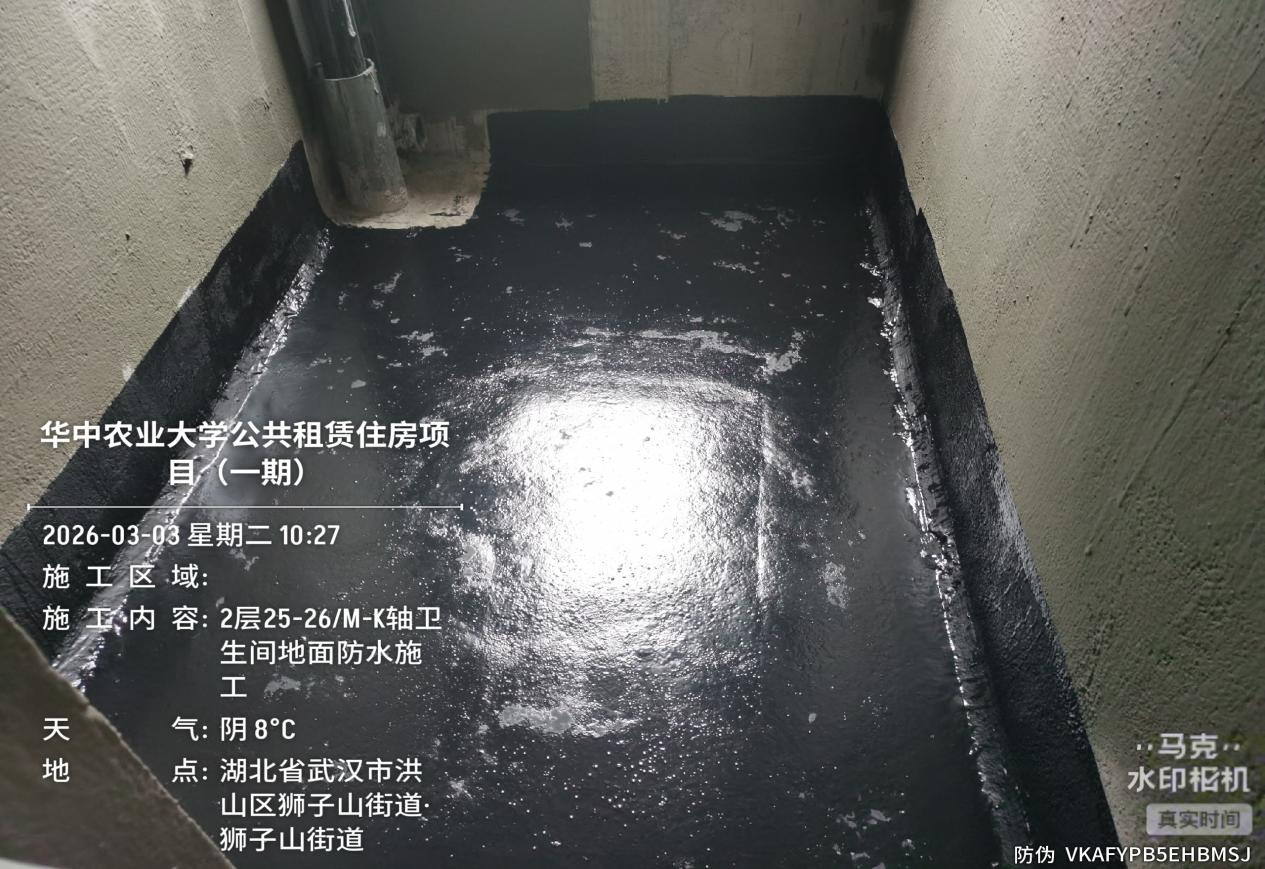 华中农业大学公共租赁住房项
目（一期）
2026-03-03 星期二 10:27
施工区域:
施工内容: 2层25-26/M-K轴卫
生间地面防水施
工
天气: 阴 8°C
地点: 湖北省武汉市洪
山区狮子山街道·
狮子山街道
马克
水印相机
真实时间
防伪 VKAFYPB5EHBMSJ